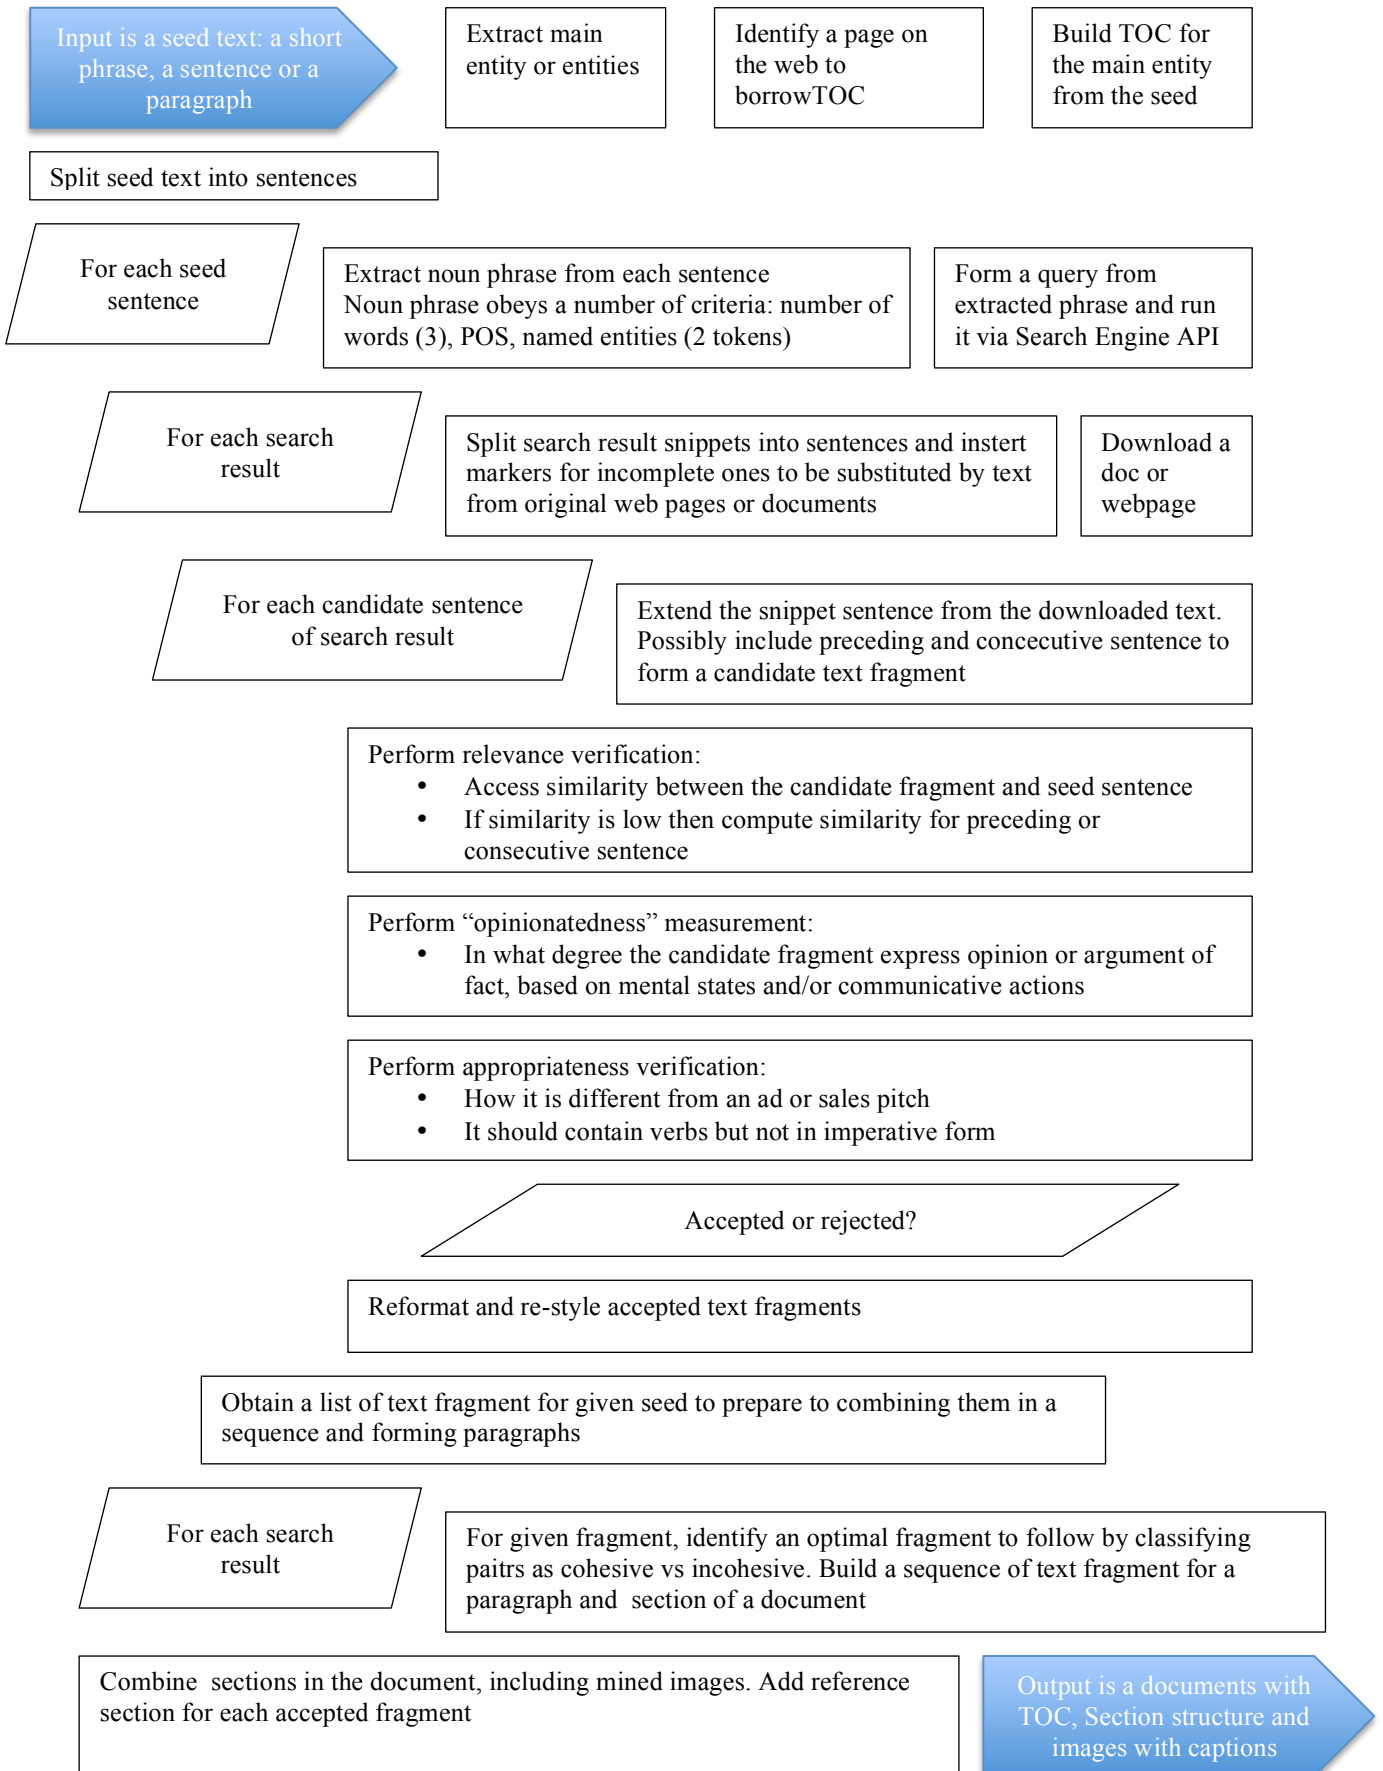 Input is a seed text: a short
phrase, a sentence or a
paragraph
Extract main
entity or entities
Identify a page on
the web to
borrowTOC
Build TOC for
the main entity
from the seed
Split seed text into sentences
For each seed
sentence
Extract noun phrase from each sentence
Noun phrase obeys a number of criteria: number of
words (3), POS, named entities (2 tokens)
Form a query from
extracted phrase and run
it via Search Engine API
For each search
result
Split search result snippets into sentences and instert
markers for incomplete ones to be substituted by text
from original web pages or documents
Download a
doc or
webpage
For each candidate sentence
of search result
Extend the snippet sentence from the downloaded text.
Possibly include preceding and concecutive sentence to
form a candidate text fragment
Perform relevance verification:
• Access similarity between the candidate fragment and seed sentence
• If similarity is low then compute similarity for preceding or
consecutive sentence
Perform “opinionatedness” measurement:
• In what degree the candidate fragment express opinion or argument of
fact, based on mental states and/or communicative actions
Perform appropriateness verification:
• How it is different from an ad or sales pitch
• It should contain verbs but not in imperative form
Accepted or rejected?
Reformat and re-style accepted text fragments
Obtain a list of text fragment for given seed to prepare to combining them in a
sequence and forming paragraphs
For each search
result
For given fragment, identify an optimal fragment to follow by classifying
paitrs as cohesive vs incohesive. Build a sequence of text fragment for a
paragraph and section of a document
Combine sections in the document, including mined images. Add reference
section for each accepted fragment
Output is a documents with
TOC, Section structure and
images with captions